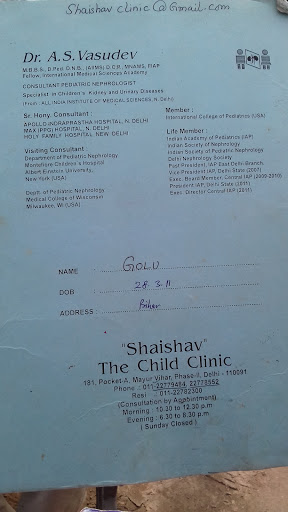 Shaishav clinic@Gmail.com
Dr. A.S.Vasudev
M.B.B.S., D.Ped. D.N.B., (AIIMS) D.C.P., MNAMS, FIAP
Fellow, International Medical Sciences Academy
CONSULTANT PEDIATRIC NEPHROLOGIST
Specialist in Children's Kidney and Urinary Diseases
(From : ALL INDIA INSTITUTE OF MEDICAL SCIENCES, N. Delhi)
Sr. Hony. Consultant :
APOLLO INDRAPRASTHA HOSPITAL, N. DELHI
MAX (PPG) HOSPITAL, N. DELHI
HOLY FAMILY HOSPITAL, NEW DELHI
Visiting Consultant :
Department of Pediatric Nephrology
Montefiore Children's Hospital
Albert Einstein University,
New York (USA)
Deptt. of Pediatric Nephrology
Medical College of Wisconsin
Milwaukee, WI (USA)
Member :
International College of Pediatrics (USA)
Life Member :
Indian Academy of Pediatrics (IAP)
Indian Society of Nephrology
Indian Society of Pediatric Nephrology
Delhi Nephrology Society
Past President, IAP East Delhi Branch,
Vice President IAP, Delhi State (2007)
Exec. Board Member, Central IAP (2009-2010)
President IAP, Delhi State (2011)
Exec. Director Central IAP (2011)
NAME : GOLU
DOB : 28.3.11
ADDRESS : Bihar
"Shaishav"
The Child Clinic
181, Pocket-A, Mayur Vihar, Phase-II, Delhi - 110091
Phone : 011-22779484, 22778552
Resi : 011-22782300
(Consultation by Appointment)
Morning : 10.30 to 12.30 p.m
Evening : 6.30 to 8.30 p.m
( Sunday Closed )